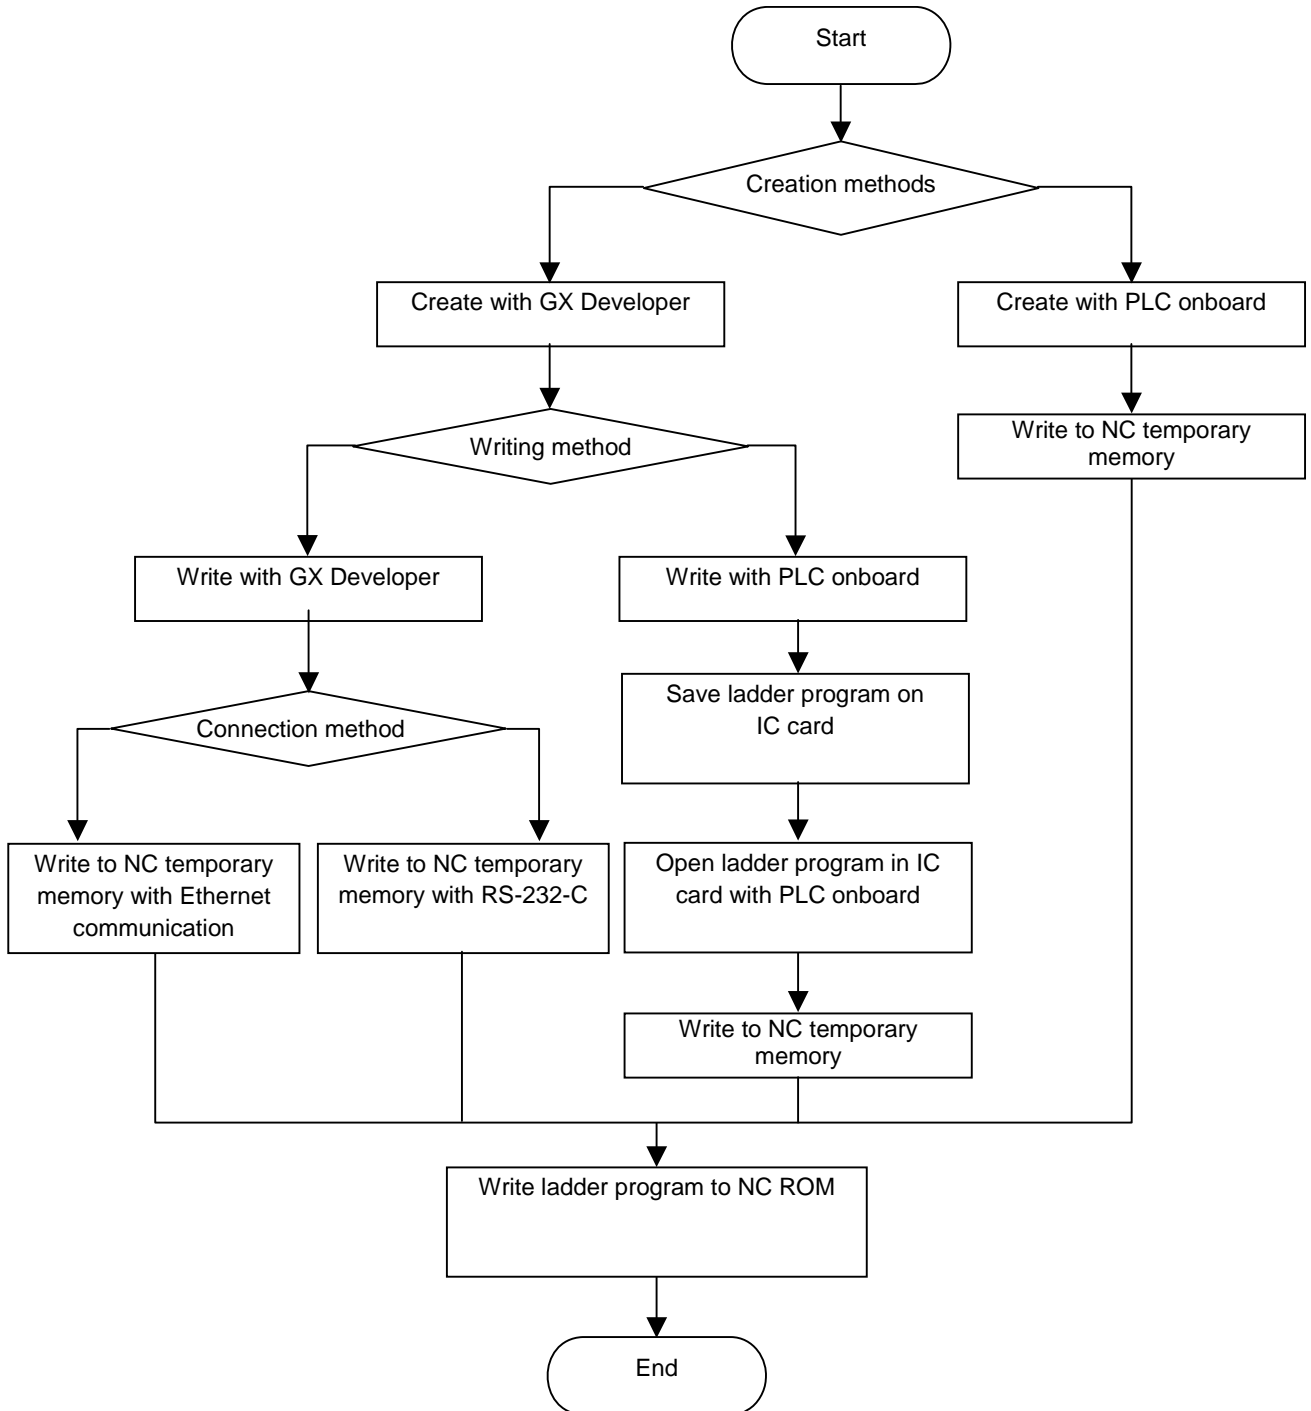 Start
Creation methods
Create with GX Developer
Create with PLC onboard
Write to NC temporary
memory
Writing method
Write with GX Developer
Write with PLC onboard
Save ladder program on
IC card
Connection method
Write to NC temporary
memory with Ethernet
communication
Write to NC temporary
memory with RS-232-C
Open ladder program in IC
card with PLC onboard
Write to NC temporary
memory
Write ladder program to NC ROM
End